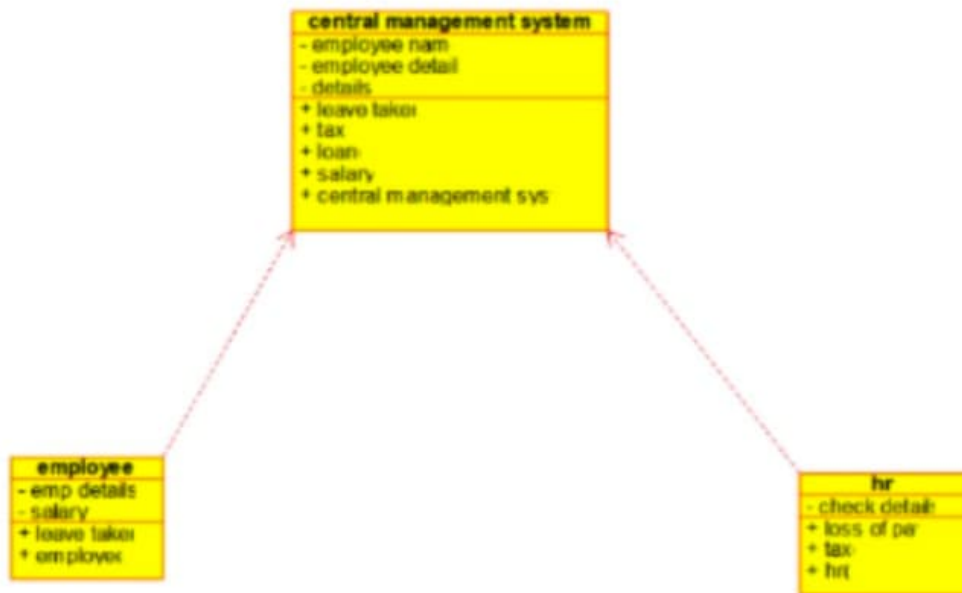 central management system
- employee nam
- employee detail
- details
+ leave taken
+ tax
+ loan
+ salary
+ central management sys
employee
- emp details
- salary
+ leave taken
+ employee
hr
- check details
+ loss of pa
+ tax
+ hr(